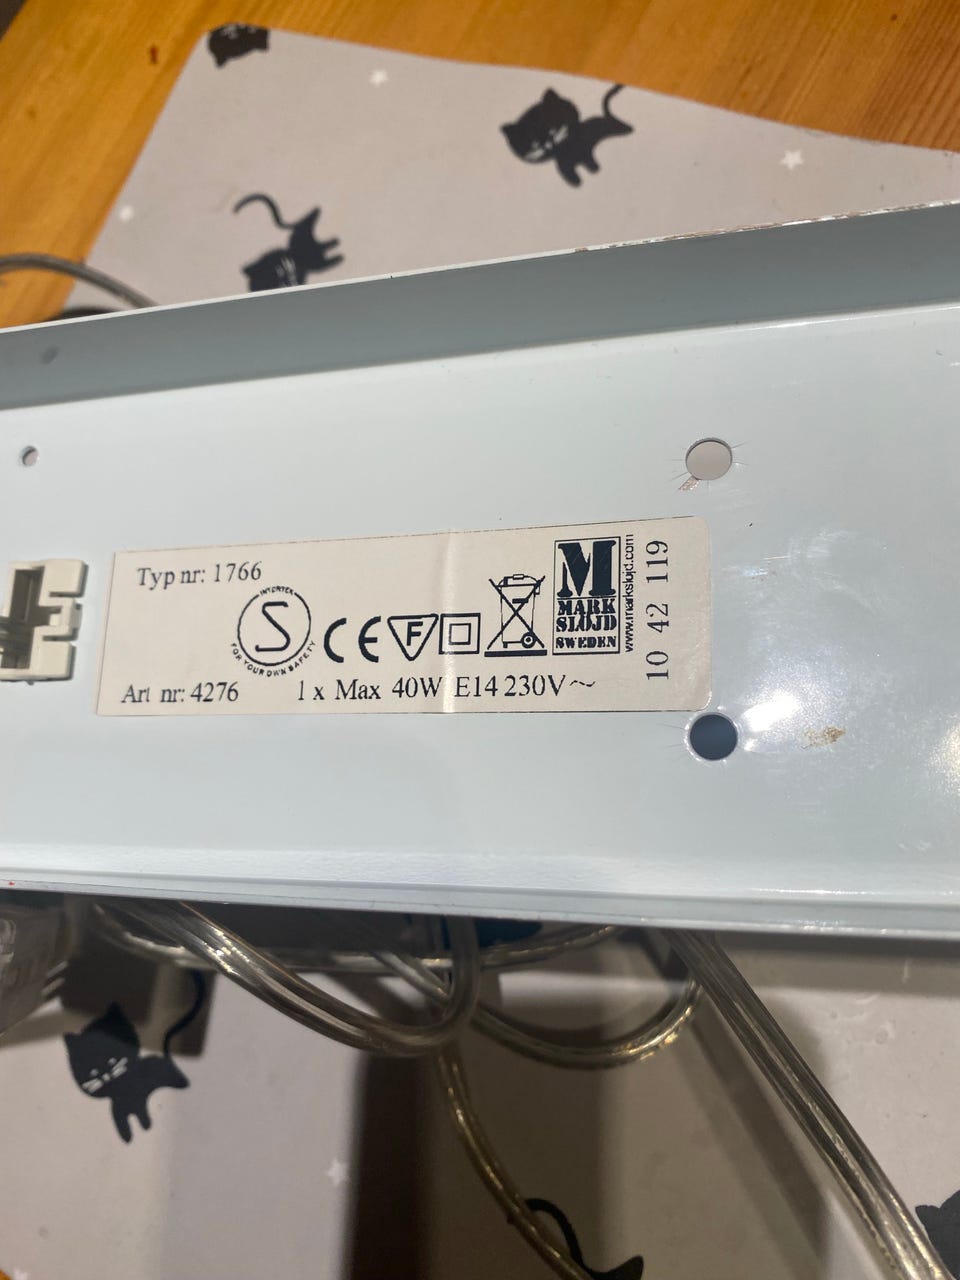 Typ nr: 1766
INTERTEK
S
FOR YOUR OWN SAFETY
CE F
M
MARK
SLÖJD
SWEDEN
www.markslojd.com
10 42 119
Art nr: 4276 1 x Max 40W E14 230V~